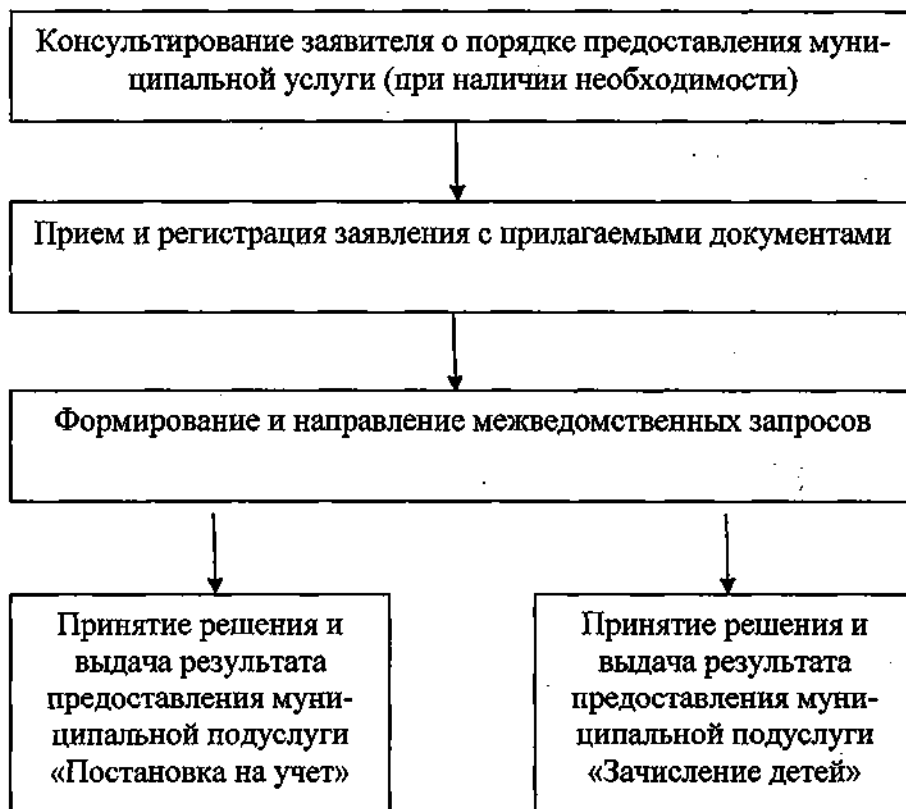 Консультирование заявителя о порядке предоставления муни-
ципальной услуги (при наличии необходимости)
Прием и регистрация заявления с прилагаемыми документами
Формирование и направление межведомственных запросов
Принятие решения и
выдача результата
предоставления муни-
ципальной подуслуги
«Постановка на учет»
Принятие решения и
выдача результата
предоставления муни-
ципальной подуслуги
«Зачисление детей»